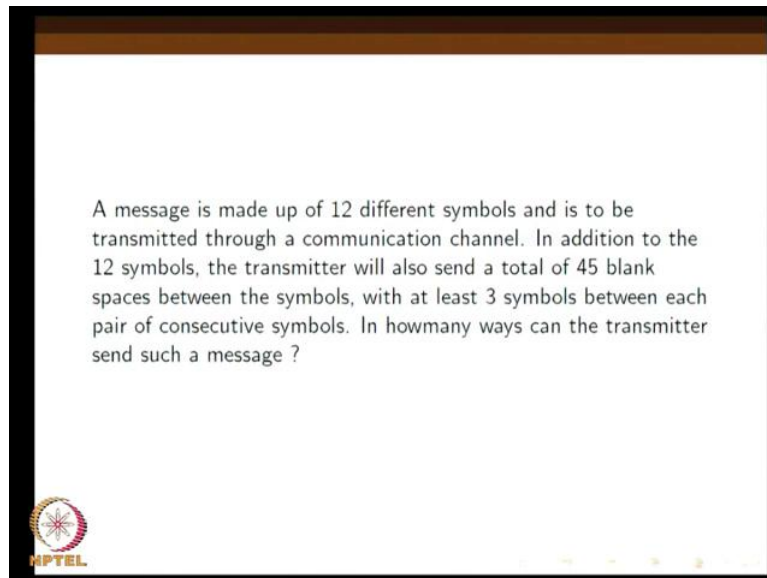 A message is made up of 12 different symbols and is to be
transmitted through a communication channel. In addition to the
12 symbols, the transmitter will also send a total of 45 blank
spaces between the symbols, with at least 3 symbols between each
pair of consecutive symbols. In howmany ways can the transmitter
send such a message ?
NPTEL